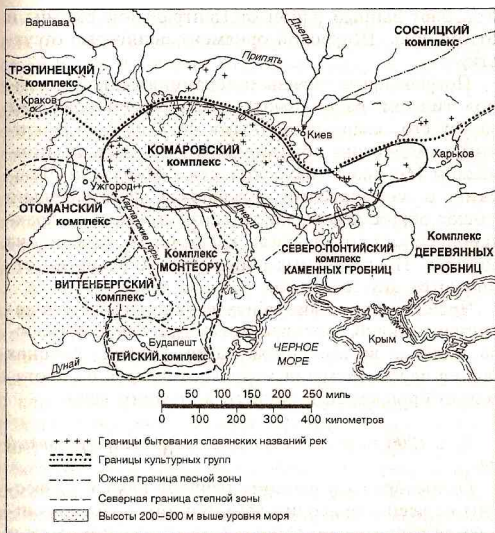 Варшава
Днепр
СОСНИЦКИЙ
комплекс
Припять
ТРЭПИНЕЦКИЙ
комплекс
Краков
Киев
КОМАРОВСКИЙ
комплекс
Харьков
Ужгород
Карпатские горы
Днестр
ОТОМАНСКИЙ
комплекс
Комплекс
МОНТЕОРУ
СЕВЕРО-ПОНТИЙСКИЙ
комплекс
КАМЕННЫХ ГРОБНИЦ
Комплекс
ДЕРЕВЯННЫХ
ГРОБНИЦ
ВИТТЕНБЕРГСКИЙ
комплекс
Будапешт
ТЕЙСКИЙ комплекс
Дунай
ЧЕРНОЕ
МОРЕ
Крым
0 50 100 150 200 250 миль
0 100 200 300 400 километров
++++ Границы бытования славянских названий рек
Границы культурных групп
Южная граница лесной зоны
Северная граница степной зоны
Высоты 200–500 м выше уровня моря